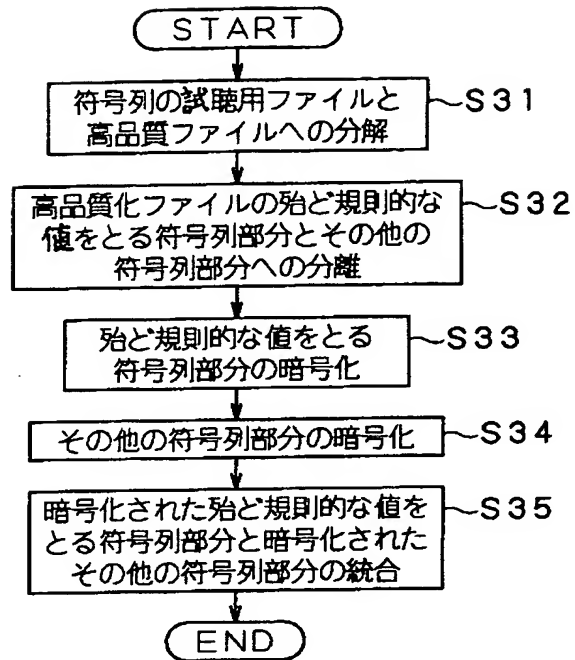 START
符号列の試聴用ファイルと
高品質ファイルへの分解
S31
高品質化ファイルの殆ど規則的な
値をとる符号列部分とその他の
符号列部分への分離
S32
殆ど規則的な値をとる
符号列部分の暗号化
S33
その他の符号列部分の暗号化
S34
暗号化された殆ど規則的な値を
とる符号列部分と暗号化された
その他の符号列部分の統合
S35
END